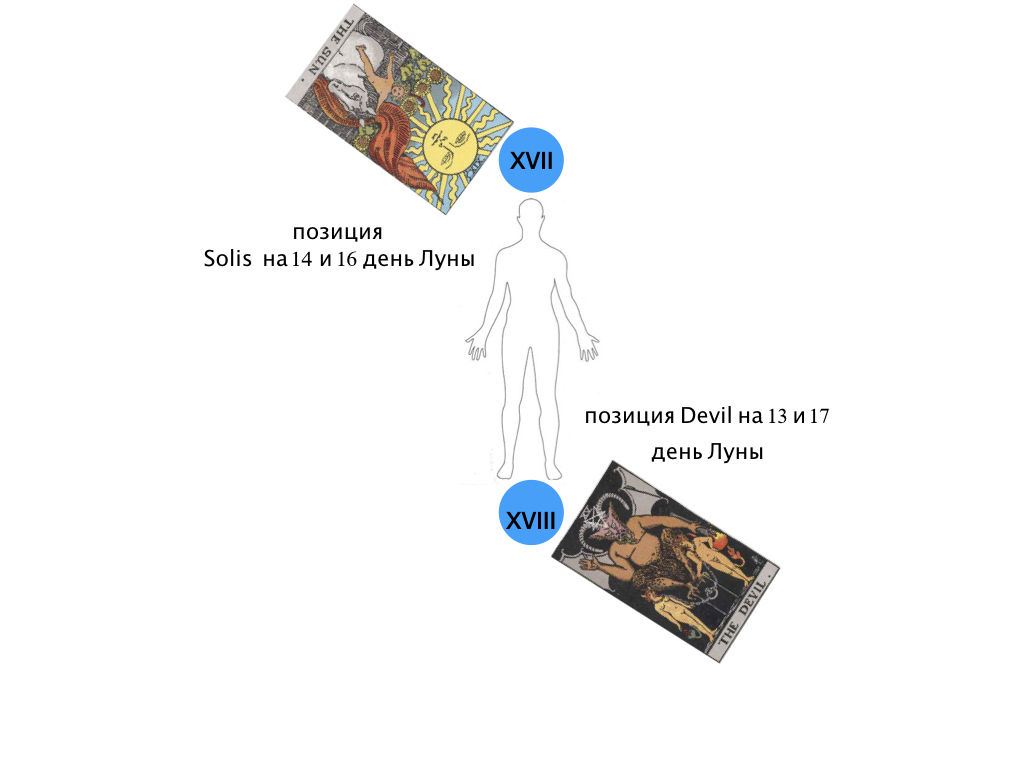 THE SUN .
XIX
XVII
позиция
Solis на 14 и 16 день Луны
позиция Devil на 13 и 17
день Луны
XVIII
THE DEVIL .